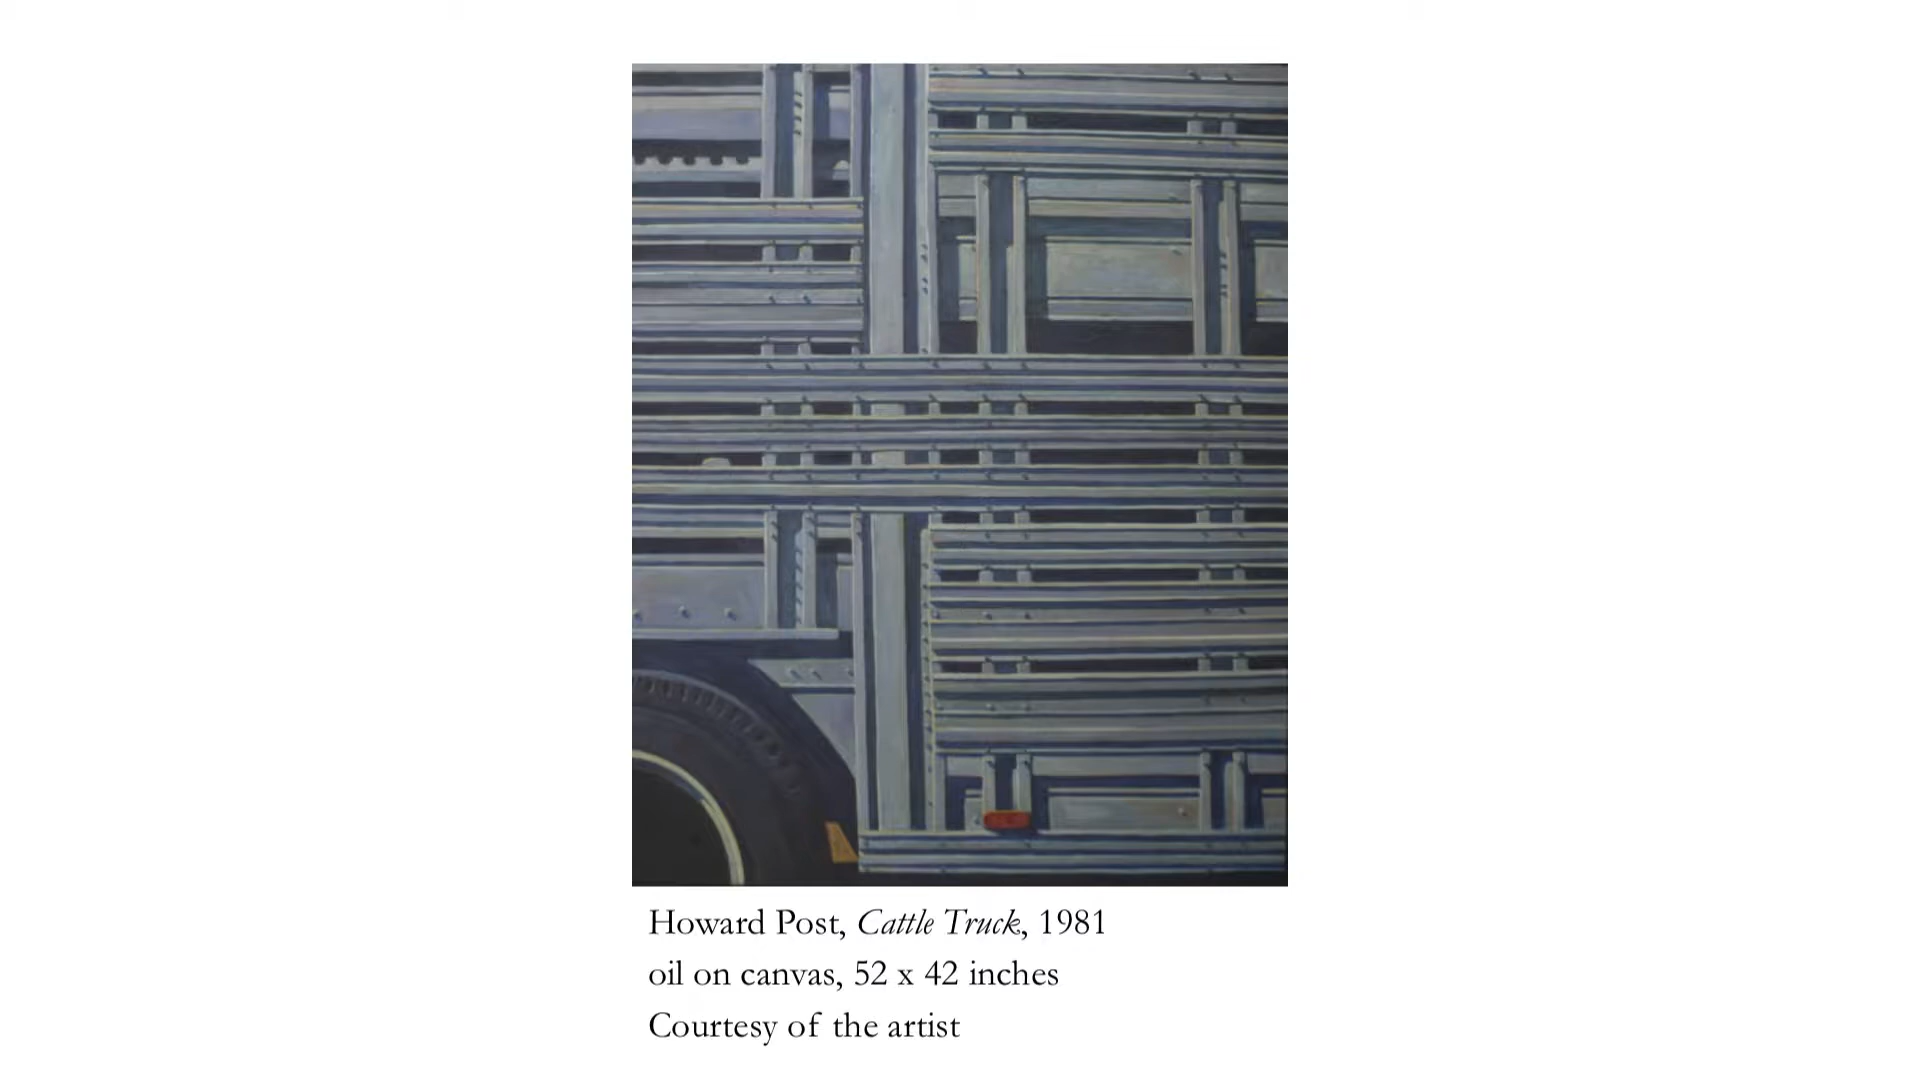 Howard Post, Cattle Truck, 1981
oil on canvas, 52 x 42 inches
Courtesy of the artist